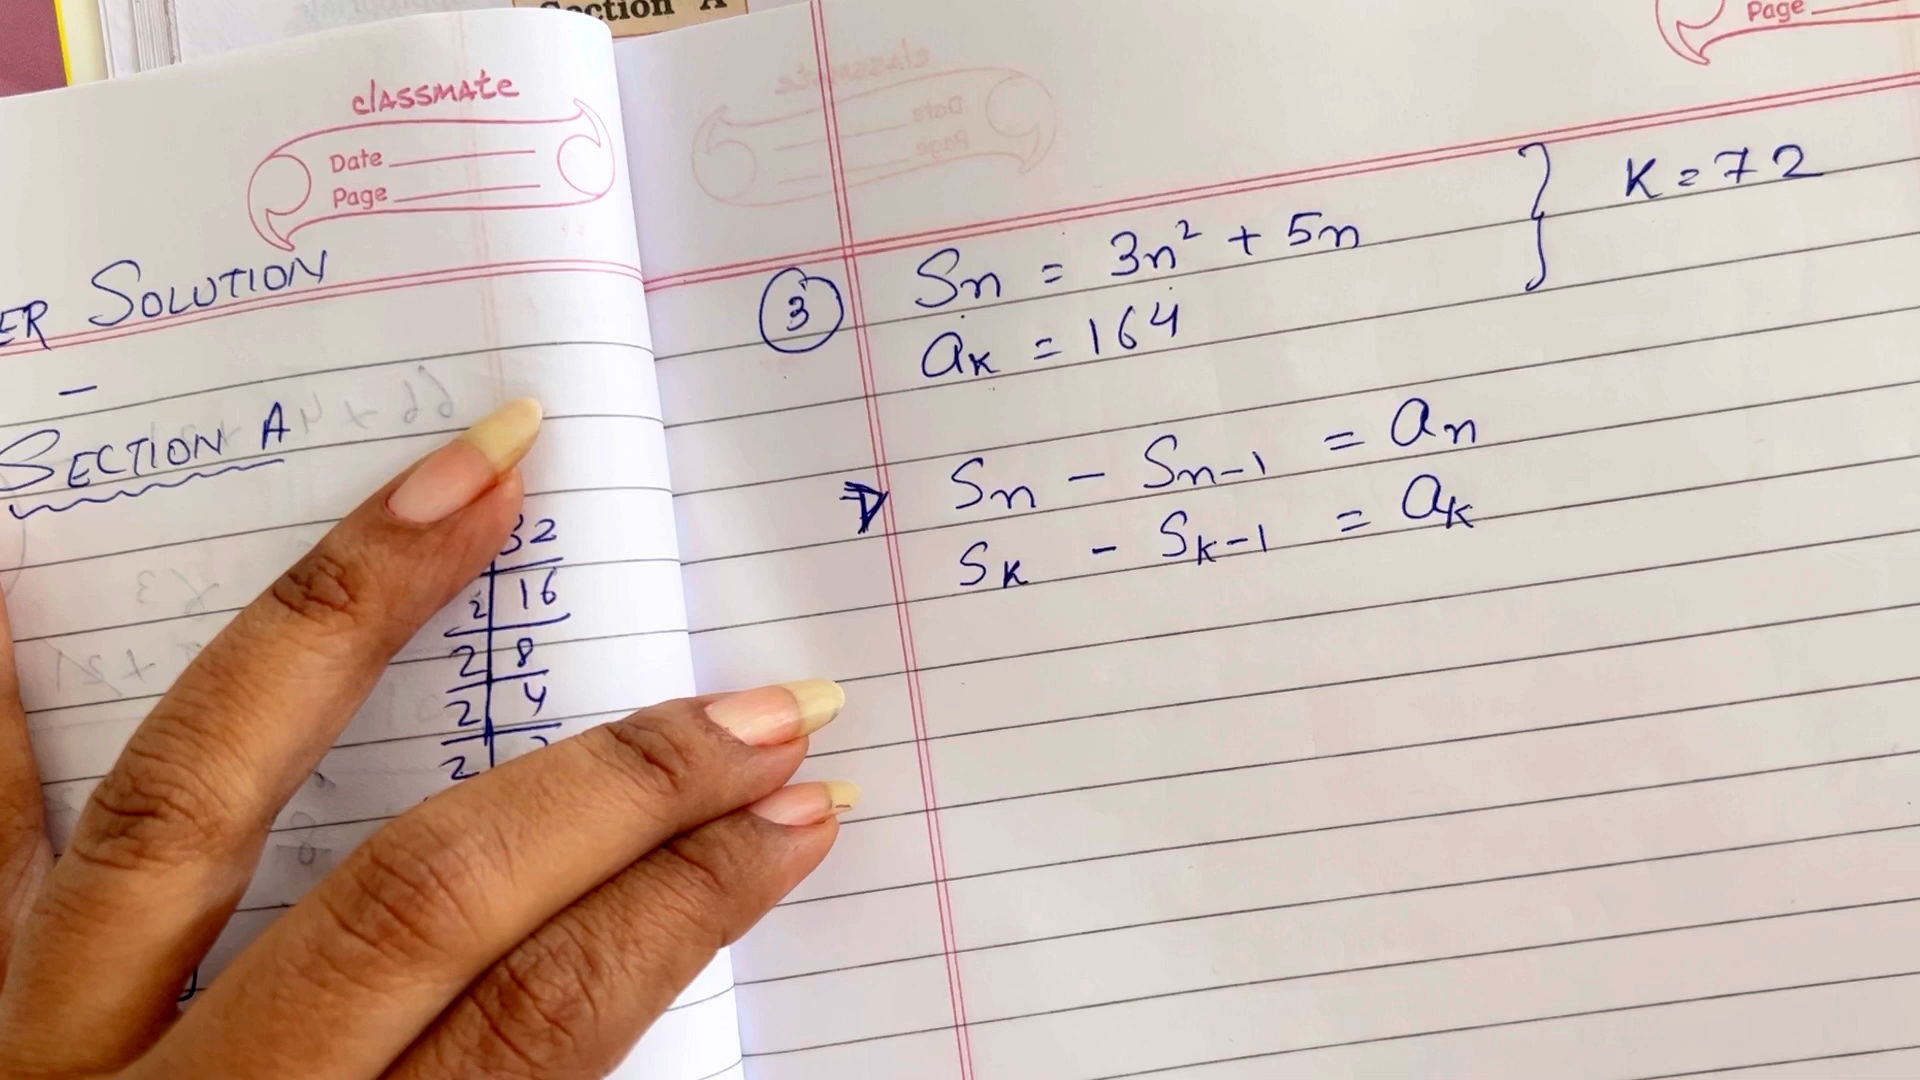 Section A
classmate
Date
Page
ER SOLUTION
SECTION A
32
2 16
2 8
2 4
2
Page
③ Sn = 3n² + 5n } K = 72
aK = 164
Sn - Sn-1 = an
SK - SK-1 = aK